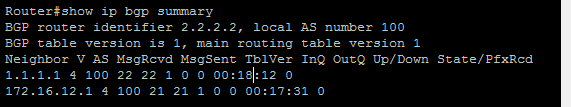 Router#show ip bgp summary
BGP router identifier 2.2.2.2, local AS number 100
BGP table version is 1, main routing table version 1
Neighbor V AS MsgRcvd MsgSent TblVer InQ OutQ Up/Down State/PfxRcd
1.1.1.1 4 100 22 22 1 0 0 00:18:12 0
172.16.12.1 4 100 21 21 1 0 0 00:17:31 0